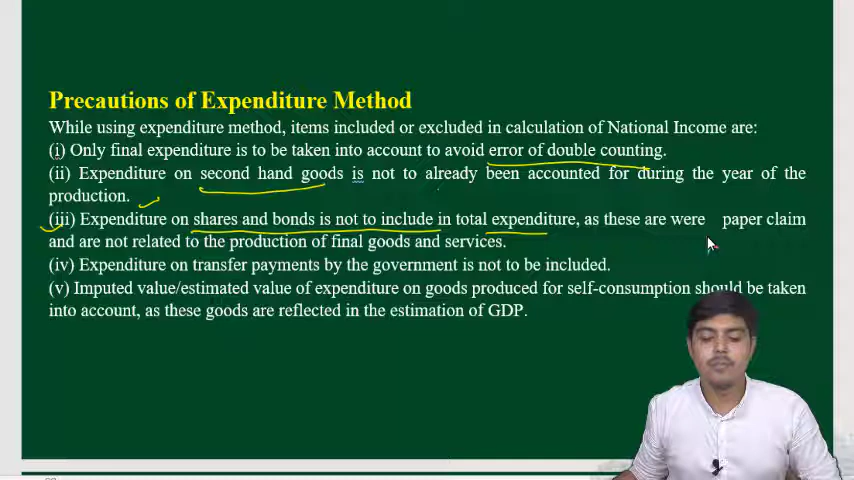 Precautions of Expenditure Method
While using expenditure method, items included or excluded in calculation of National Income are:
(i) Only final expenditure is to be taken into account to avoid error of double counting.
(ii) Expenditure on second hand goods is not to already been accounted for during the year of the
production.
(iii) Expenditure on shares and bonds is not to include in total expenditure, as these are were paper claim
and are not related to the production of final goods and services.
(iv) Expenditure on transfer payments by the government is not to be included.
(v) Imputed value/estimated value of expenditure on goods produced for self-consumption should be taken
into account, as these goods are reflected in the estimation of GDP.